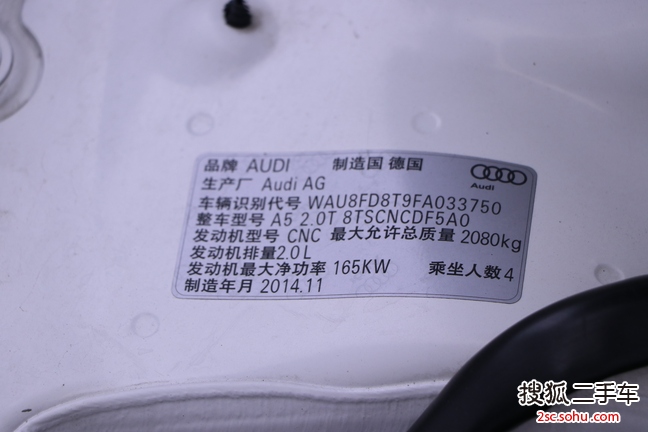 品牌 AUDI 制造国 德国
生产厂 Audi AG
Audi
车辆识别代号 WAU8FD8T9FA033750
整车型号 A5 2.0T 8TSCNCDF5A0
发动机型号 CNC 最大允许总质量 2080kg
发动机排量2.0L
发动机最大净功率 165KW 乘坐人数 4
制造年月 2014.11
搜狐二手车
2sc.sohu.com